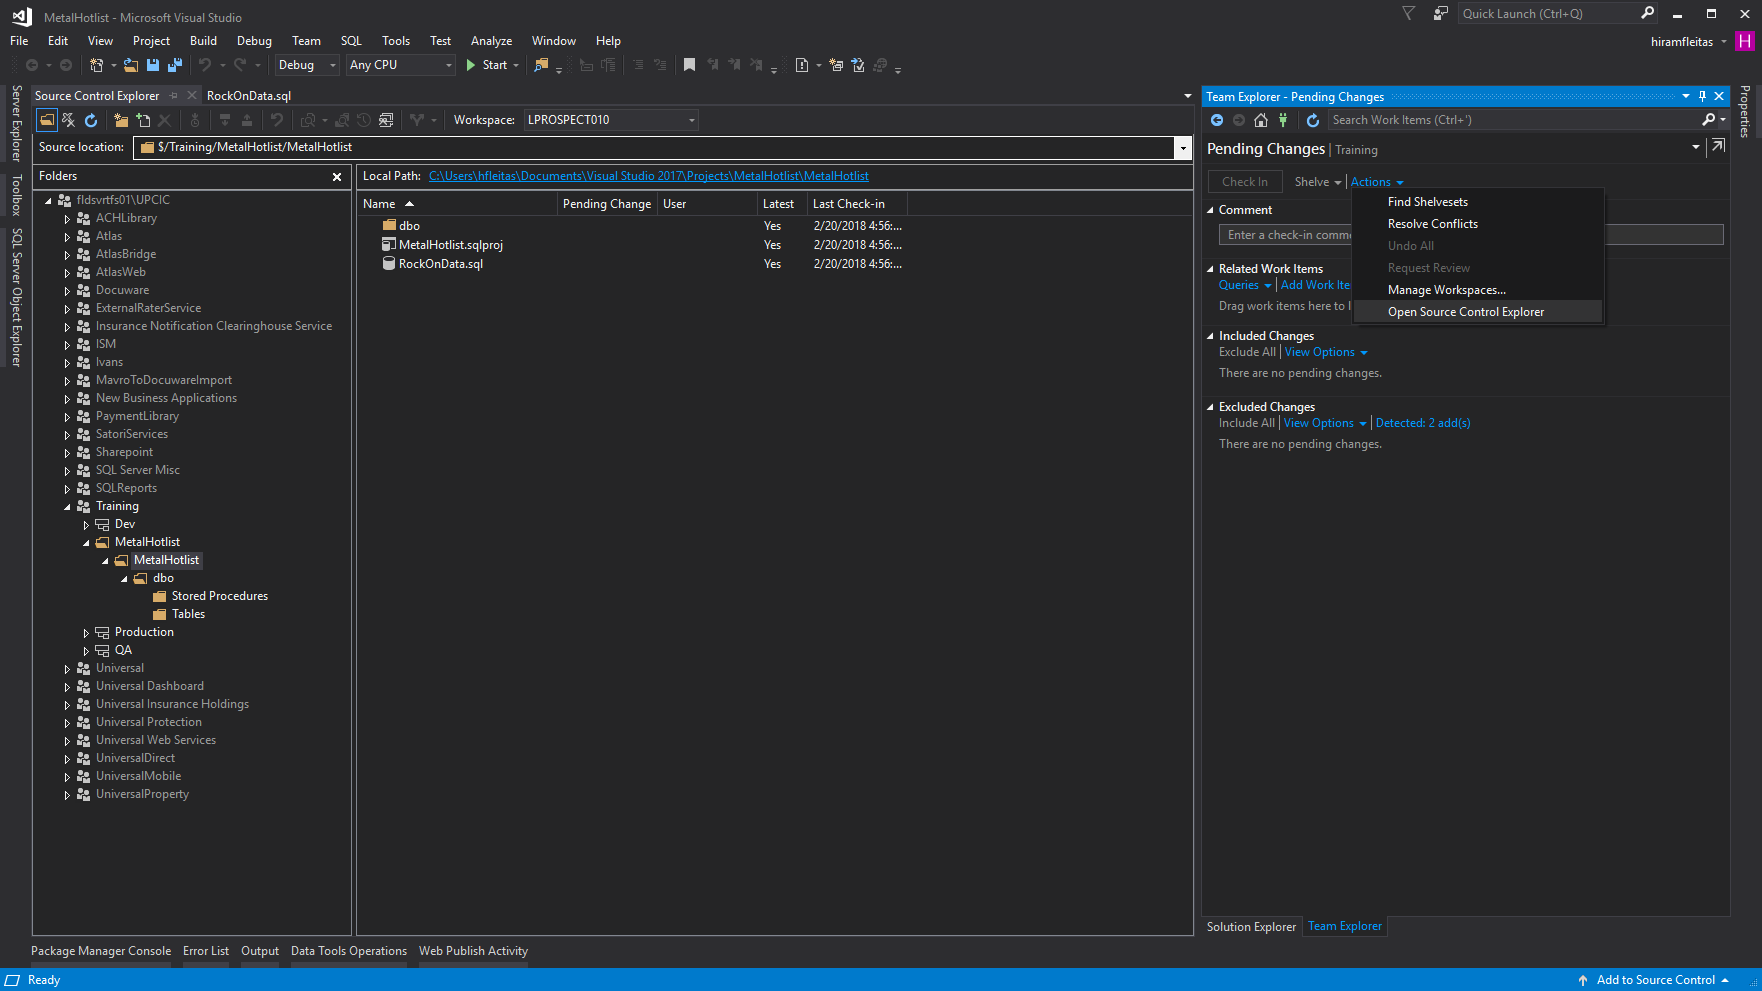 MetalHotlist - Microsoft Visual Studio
Quick Launch (Ctrl+Q)
File Edit View Project Build Debug Team SQL Tools Test Analyze Window Help
hiramfleitas H
Debug Any CPU Start
Server Explorer
Toolbox
SQL Server Object Explorer
Source Control Explorer RockOnData.sql
Workspace: LPROSPECT010
Source location: $/Training/MetalHotlist/MetalHotlist
Folders
fldsvrtfs01\UPCIC
ACHLibrary
Atlas
AtlasBridge
AtlasWeb
Docuware
ExternalRaterService
Insurance Notification Clearinghouse Service
ISM
Ivans
MavroToDocuwareImport
New Business Applications
PaymentLibrary
SatoriServices
Sharepoint
SQL Server Misc
SQLReports
Training
Dev
MetalHotlist
MetalHotlist
dbo
Stored Procedures
Tables
Production
QA
Universal
Universal Dashboard
Universal Insurance Holdings
Universal Protection
Universal Web Services
UniversalDirect
UniversalMobile
UniversalProperty
Local Path: C:\Users\hfleitas\Documents\Visual Studio 2017\Projects\MetalHotlist\MetalHotlist
Name Pending Change User Latest Last Check-in
dbo Yes 2/20/2018 4:56:...
MetalHotlist.sqlproj Yes 2/20/2018 4:56:...
RockOnData.sql Yes 2/20/2018 4:56:...
Team Explorer - Pending Changes
Search Work Items (Ctrl+')
Pending Changes | Training
Check In Shelve Actions
Find Shelvesets
Resolve Conflicts
Undo All
Request Review
Manage Workspaces...
Open Source Control Explorer
Comment
Enter a check-in comme
Related Work Items
Queries Add Work Ite
Drag work items here to l
Included Changes
Exclude All View Options
There are no pending changes.
Excluded Changes
Include All View Options Detected: 2 add(s)
There are no pending changes.
Solution Explorer Team Explorer
Properties
Package Manager Console Error List Output Data Tools Operations Web Publish Activity
Ready
Add to Source Control